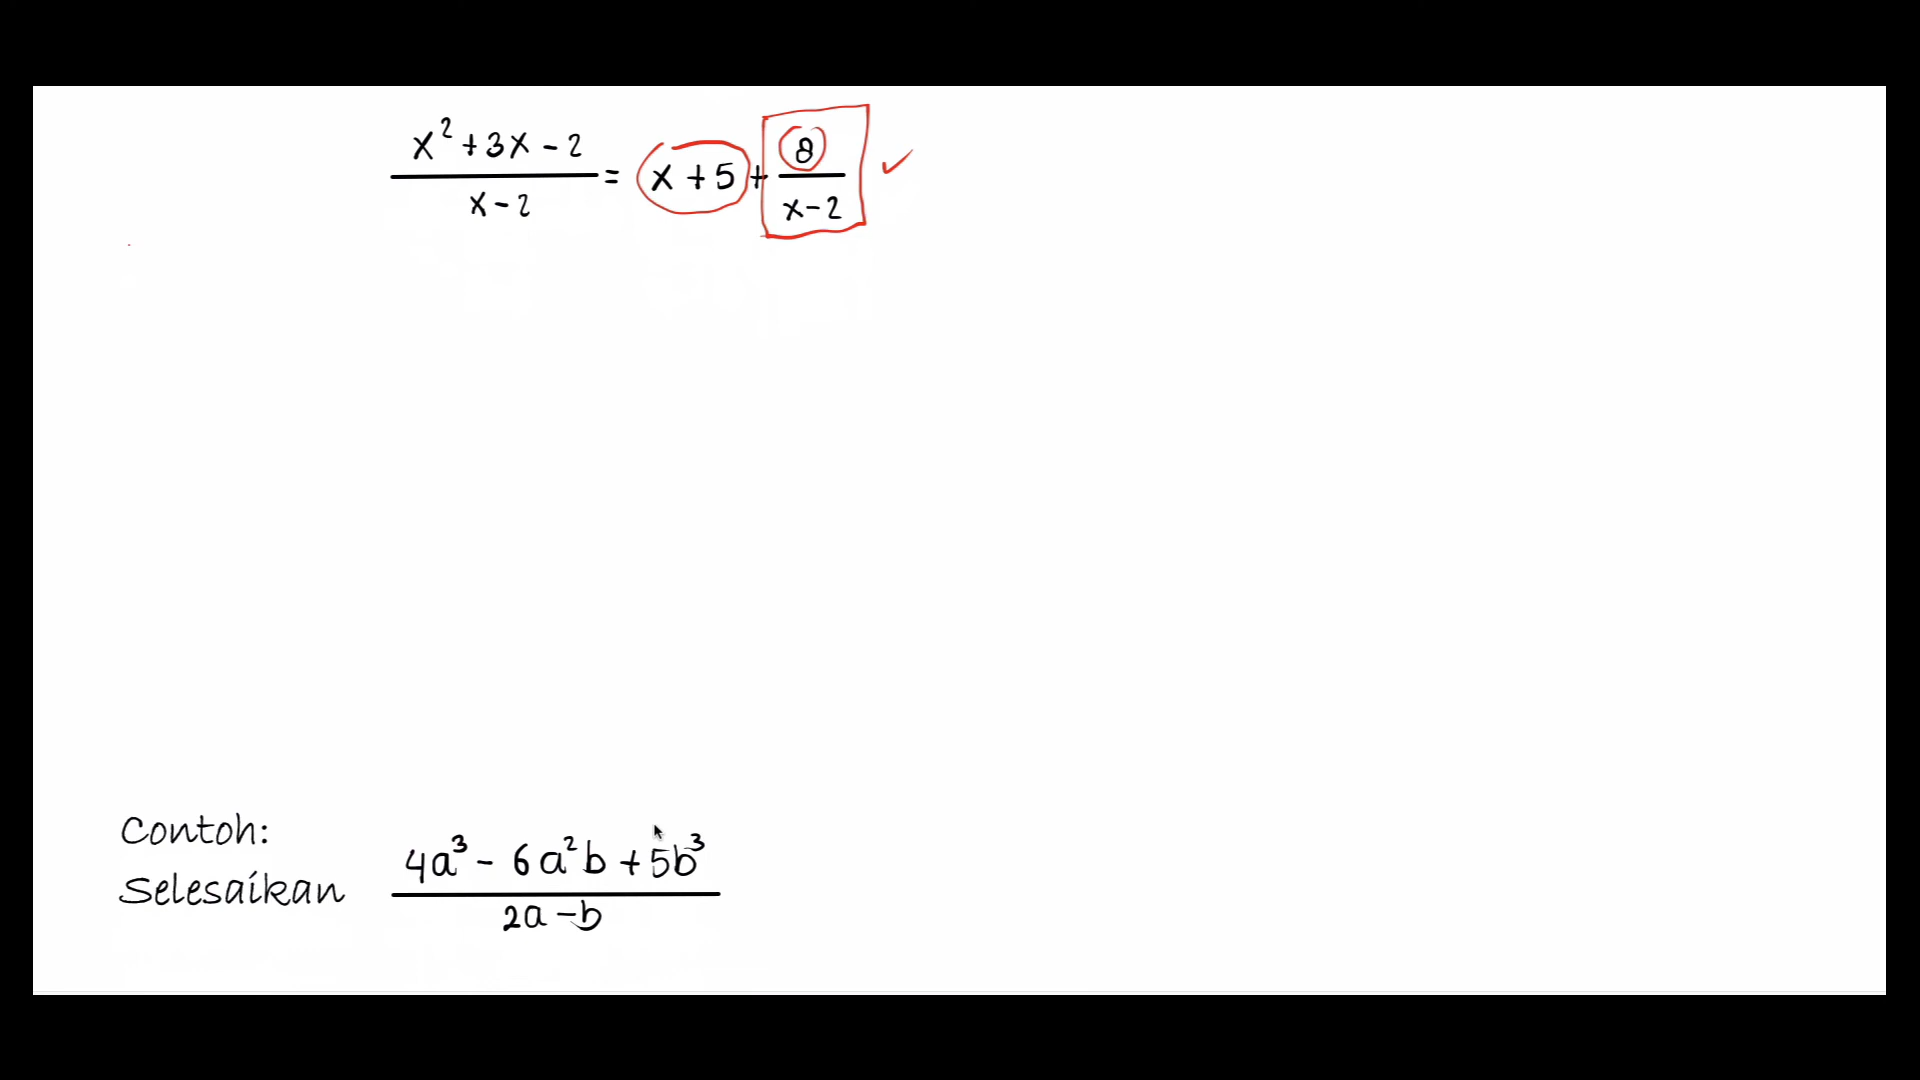 x² + 3x - 2 / x - 2 = x + 5 + 8 / x - 2 ✓
Contoh:
Selesaikan 4a³ - 6a²b + 5b³ / 2a - b